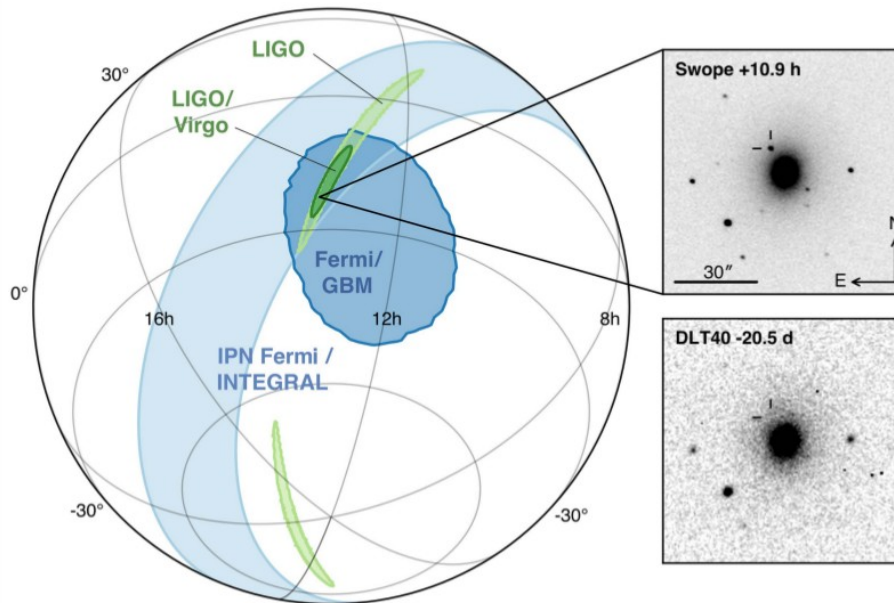 LIGO
Swope +10.9 h
30°
LIGO/
Virgo
N
30"
E
Fermi/
GBM
0°
16h
12h
8h
IPN Fermi /
INTEGRAL
DLT40 -20.5 d
-30°
-30°